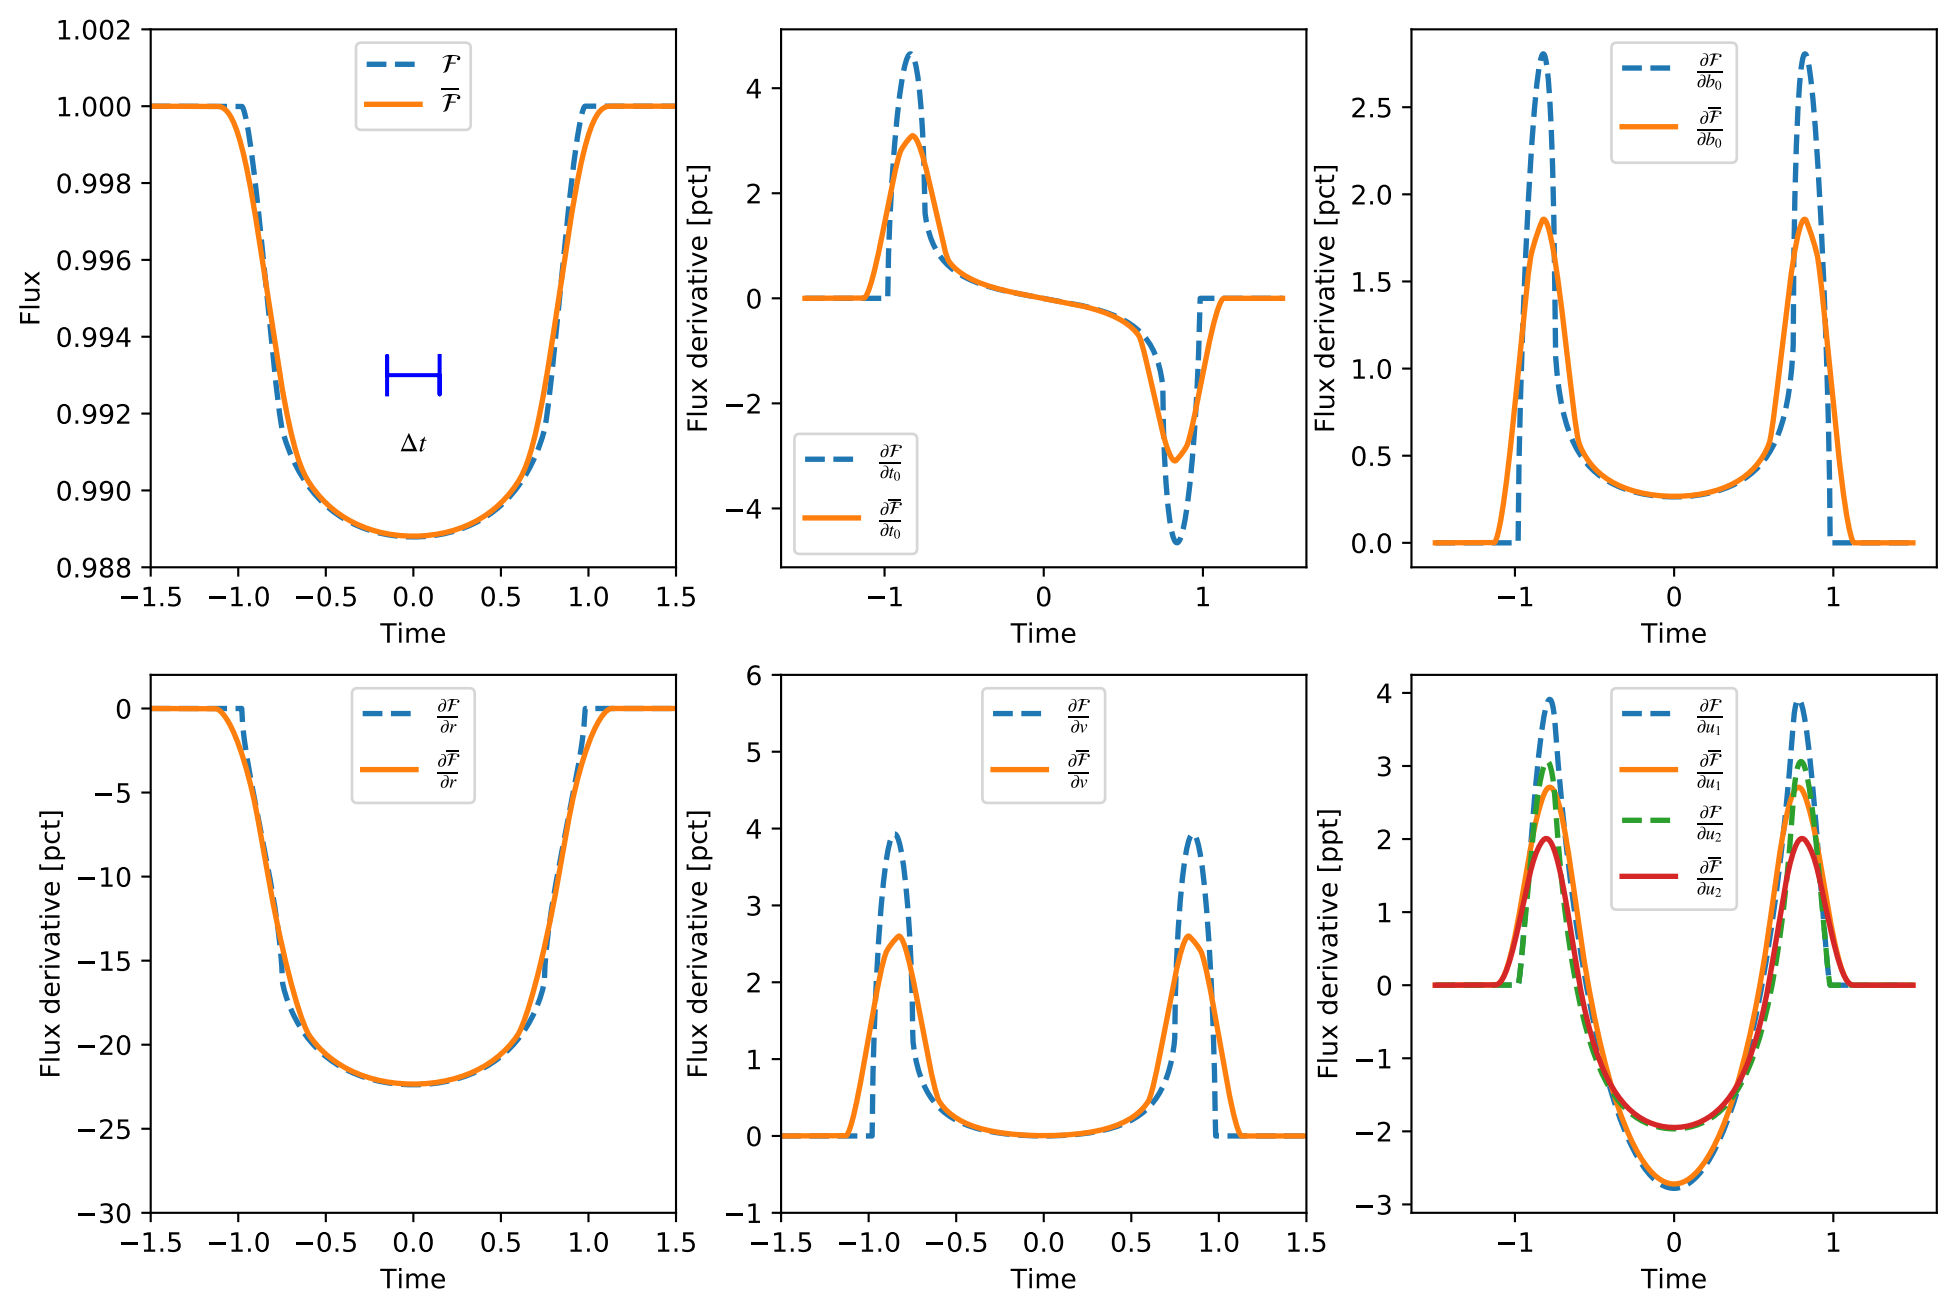 1.002
1.000
0.998
0.996
0.994
0.992
0.990
0.988
Flux
ℱ
ℱ̅
Δt
−1.5 −1.0 −0.5 0.0 0.5 1.0 1.5
Time
4
2
0
−2
−4
Flux derivative [pct]
∂ℱ/∂t₀
∂ℱ̅/∂t₀
−1 0 1
Time
2.5
2.0
1.5
1.0
0.5
0.0
Flux derivative [pct]
∂ℱ/∂b₀
∂ℱ̅/∂b₀
−1 0 1
Time
0
−5
−10
−15
−20
−25
−30
Flux derivative [pct]
∂ℱ/∂r
∂ℱ̅/∂r
−1.5 −1.0 −0.5 0.0 0.5 1.0 1.5
Time
6
5
4
3
2
1
0
−1
Flux derivative [pct]
∂ℱ/∂v
∂ℱ̅/∂v
−1.5 −1.0 −0.5 0.0 0.5 1.0 1.5
Time
4
3
2
1
0
−1
−2
−3
Flux derivative [ppt]
∂ℱ/∂u₁
∂ℱ̅/∂u₁
∂ℱ/∂u₂
∂ℱ̅/∂u₂
−1 0 1
Time